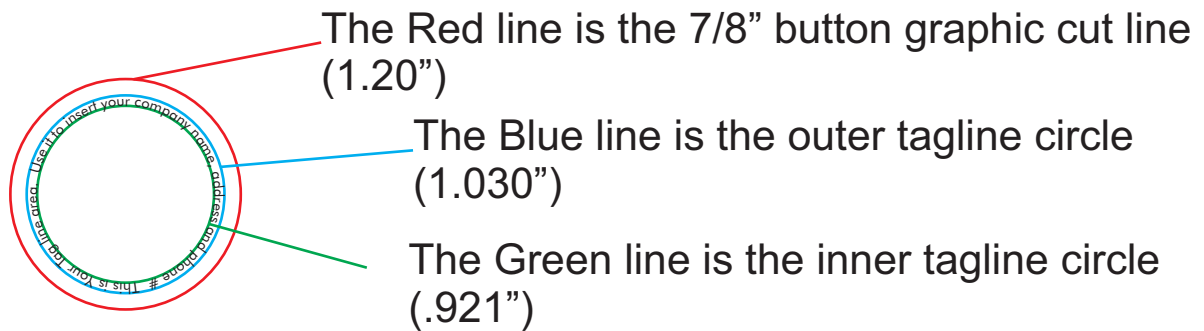 The Red line is the 7/8” button graphic cut line
(1.20”)
The Blue line is the outer tagline circle
(1.030”)
The Green line is the inner tagline circle
(.921”)
This is Your Tag line area. Use it to insert your company name, address and phone #